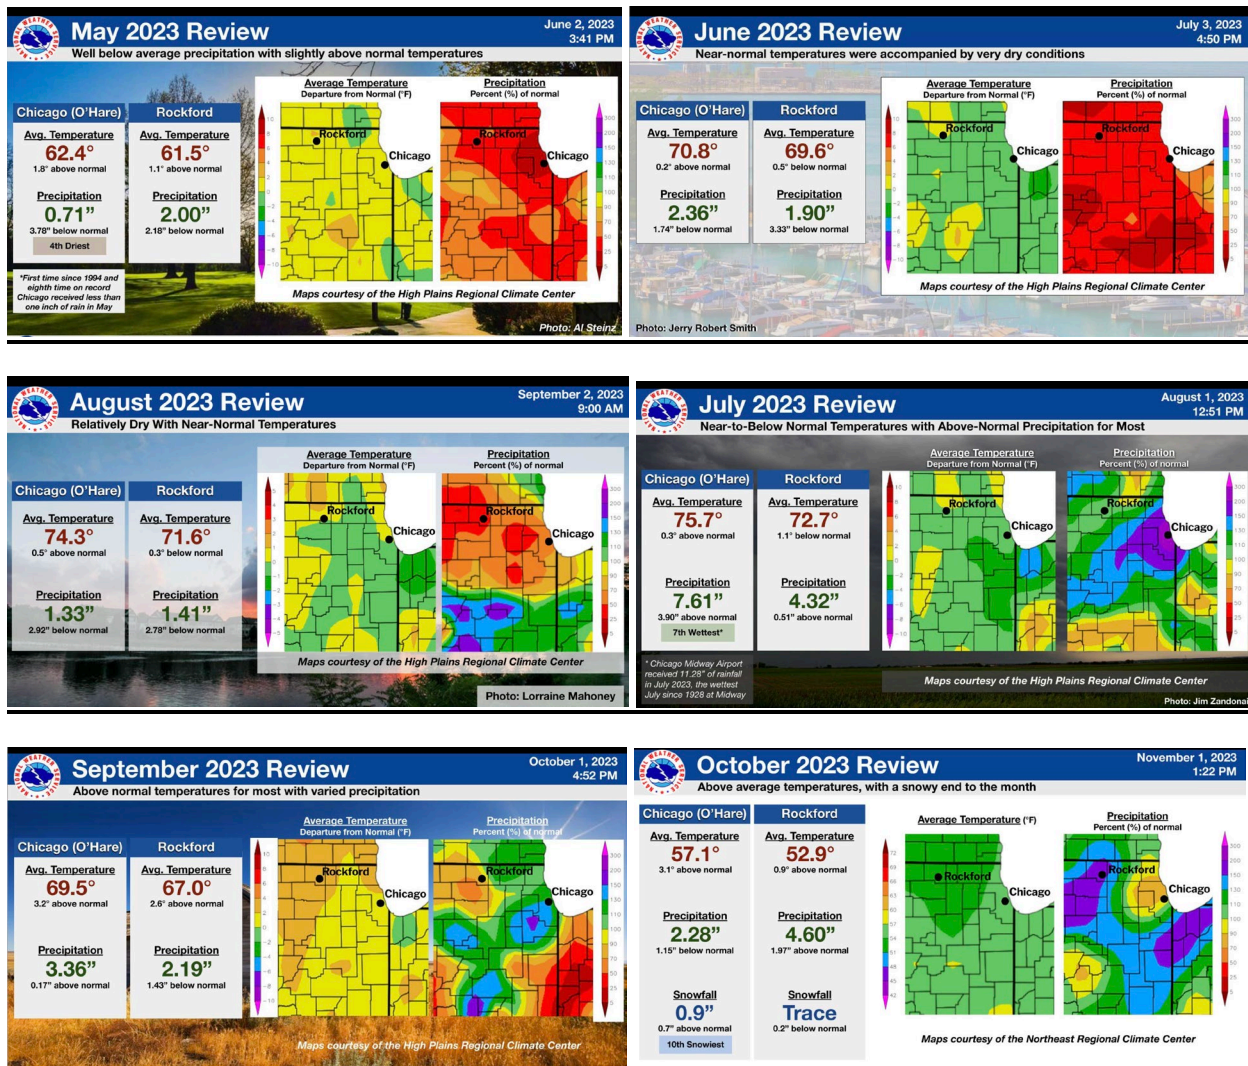 May 2023 Review
June 2, 2023
3:41 PM
Well below average precipitation with slightly above normal temperatures
Chicago (O'Hare)
Rockford
Avg. Temperature
Avg. Temperature
62.4°
61.5°
1.8° above normal
1.1° above normal
Precipitation
Precipitation
0.71”
2.00”
3.78" below normal
2.18" below normal
4th Driest
*First time since 1994 and
eighth time on record
Chicago received less than
one inch of rain in May
Average Temperature
Departure from Normal (°F)
Precipitation
Percent (%) of normal
Rockford
Chicago
Rockford
Chicago
Maps courtesy of the High Plains Regional Climate Center
Photo: Al Steinz
June 2023 Review
July 3, 2023
4:50 PM
Near-normal temperatures were accompanied by very dry conditions
Chicago (O'Hare)
Rockford
Avg. Temperature
Avg. Temperature
70.8°
69.6°
0.2° above normal
0.5° below normal
Precipitation
Precipitation
2.36”
1.90”
1.74" below normal
3.33" below normal
Average Temperature
Departure from Normal (°F)
Precipitation
Percent (%) of normal
Rockford
Chicago
Rockford
Chicago
Maps courtesy of the High Plains Regional Climate Center
Photo: Jerry Robert Smith
August 2023 Review
September 2, 2023
9:00 AM
Relatively Dry With Near-Normal Temperatures
Chicago (O'Hare)
Rockford
Avg. Temperature
Avg. Temperature
74.3°
71.6°
0.5° above normal
0.3° below normal
Precipitation
Precipitation
1.33”
1.41”
2.92" below normal
2.78" below normal
Average Temperature
Departure from Normal (°F)
Precipitation
Percent (%) of normal
Rockford
Chicago
Rockford
Chicago
Maps courtesy of the High Plains Regional Climate Center
Photo: Lorraine Mahoney
July 2023 Review
August 1, 2023
12:51 PM
Near-to-Below Normal Temperatures with Above-Normal Precipitation for Most
Chicago (O'Hare)
Rockford
Avg. Temperature
Avg. Temperature
75.7°
72.7°
0.3° above normal
1.1° below normal
Precipitation
Precipitation
7.61”
4.32”
3.90" above normal
0.51" above normal
7th Wettest*
* Chicago Midway Airport
received 11.28" of rainfall
in July 2023, the wettest
July since 1928 at Midway
Average Temperature
Departure from Normal (°F)
Precipitation
Percent (%) of normal
Rockford
Chicago
Rockford
Chicago
Maps courtesy of the High Plains Regional Climate Center
Photo: Jim Zandonai
September 2023 Review
October 1, 2023
4:52 PM
Above normal temperatures for most with varied precipitation
Chicago (O'Hare)
Rockford
Avg. Temperature
Avg. Temperature
69.5°
67.0°
3.2° above normal
2.6° above normal
Precipitation
Precipitation
3.36”
2.19”
0.17" above normal
1.43" below normal
Average Temperature
Departure from Normal (°F)
Precipitation
Percent (%) of normal
Rockford
Chicago
Rockford
Chicago
Maps courtesy of the High Plains Regional Climate Center
October 2023 Review
November 1, 2023
1:22 PM
Above average temperatures, with a snowy end to the month
Chicago (O'Hare)
Rockford
Avg. Temperature
Avg. Temperature
57.1°
52.9°
3.1° above normal
0.9° above normal
Precipitation
Precipitation
2.28”
4.60”
1.15" below normal
1.97" above normal
Snowfall
Snowfall
0.9”
Trace
0.7" above normal
0.2" below normal
10th Snowiest
Average Temperature (°F)
Precipitation
Percent (%) of normal
Rockford
Chicago
Rockford
Chicago
Maps courtesy of the Northeast Regional Climate Center